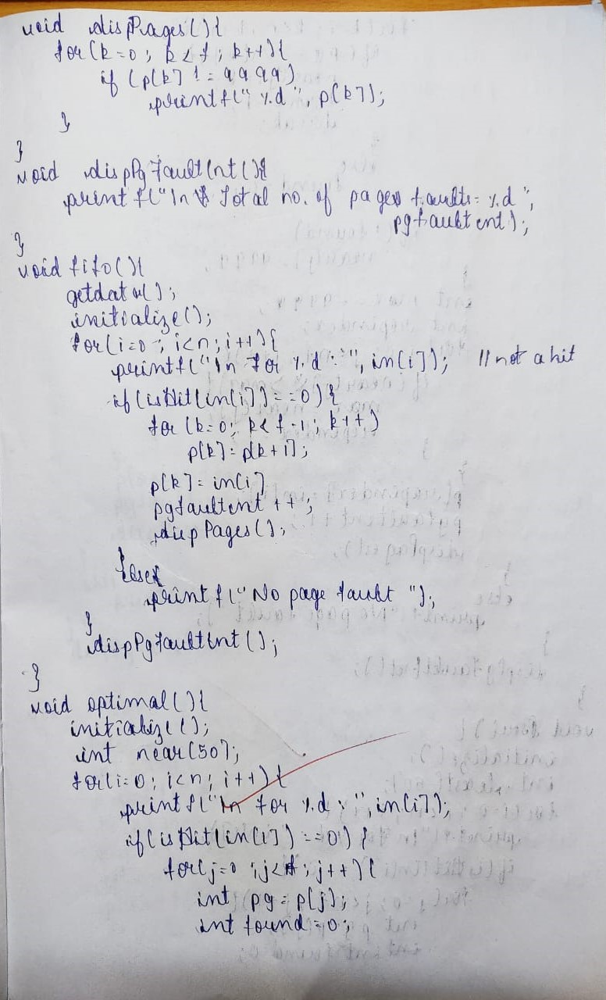 void dispPages(){
for(k=0; k<f; k++){
if (p[k] != 9999)
printf(" %d", p[k]);
}
}
void dispPgfaultCnt(){
printf("\n Total no. of pages faults= %d",
pgfaultcnt);
}
void fifo(){
getdata();
initialize();
for(i=0; i<n; i++){
printf("\n For %d :", in[i]); //not a hit
if(isHit(in[i])==0){
for (k=0; k<f-1; k++)
p[k]=p[k+1];
p[k]=in[i]
pgfaultcnt ++;
dispPages();
}else{
printf("No page fault ");
}
dispPgfaultCnt();
}
void optimal(){
initialize();
int near[50];
for(i=0; i<n; i++){
printf("\n for %d :", in[i]);
if(isHit(in[i])==0) {
for(j=0; j<f; j++){
int pg=p[j];
int found=0;